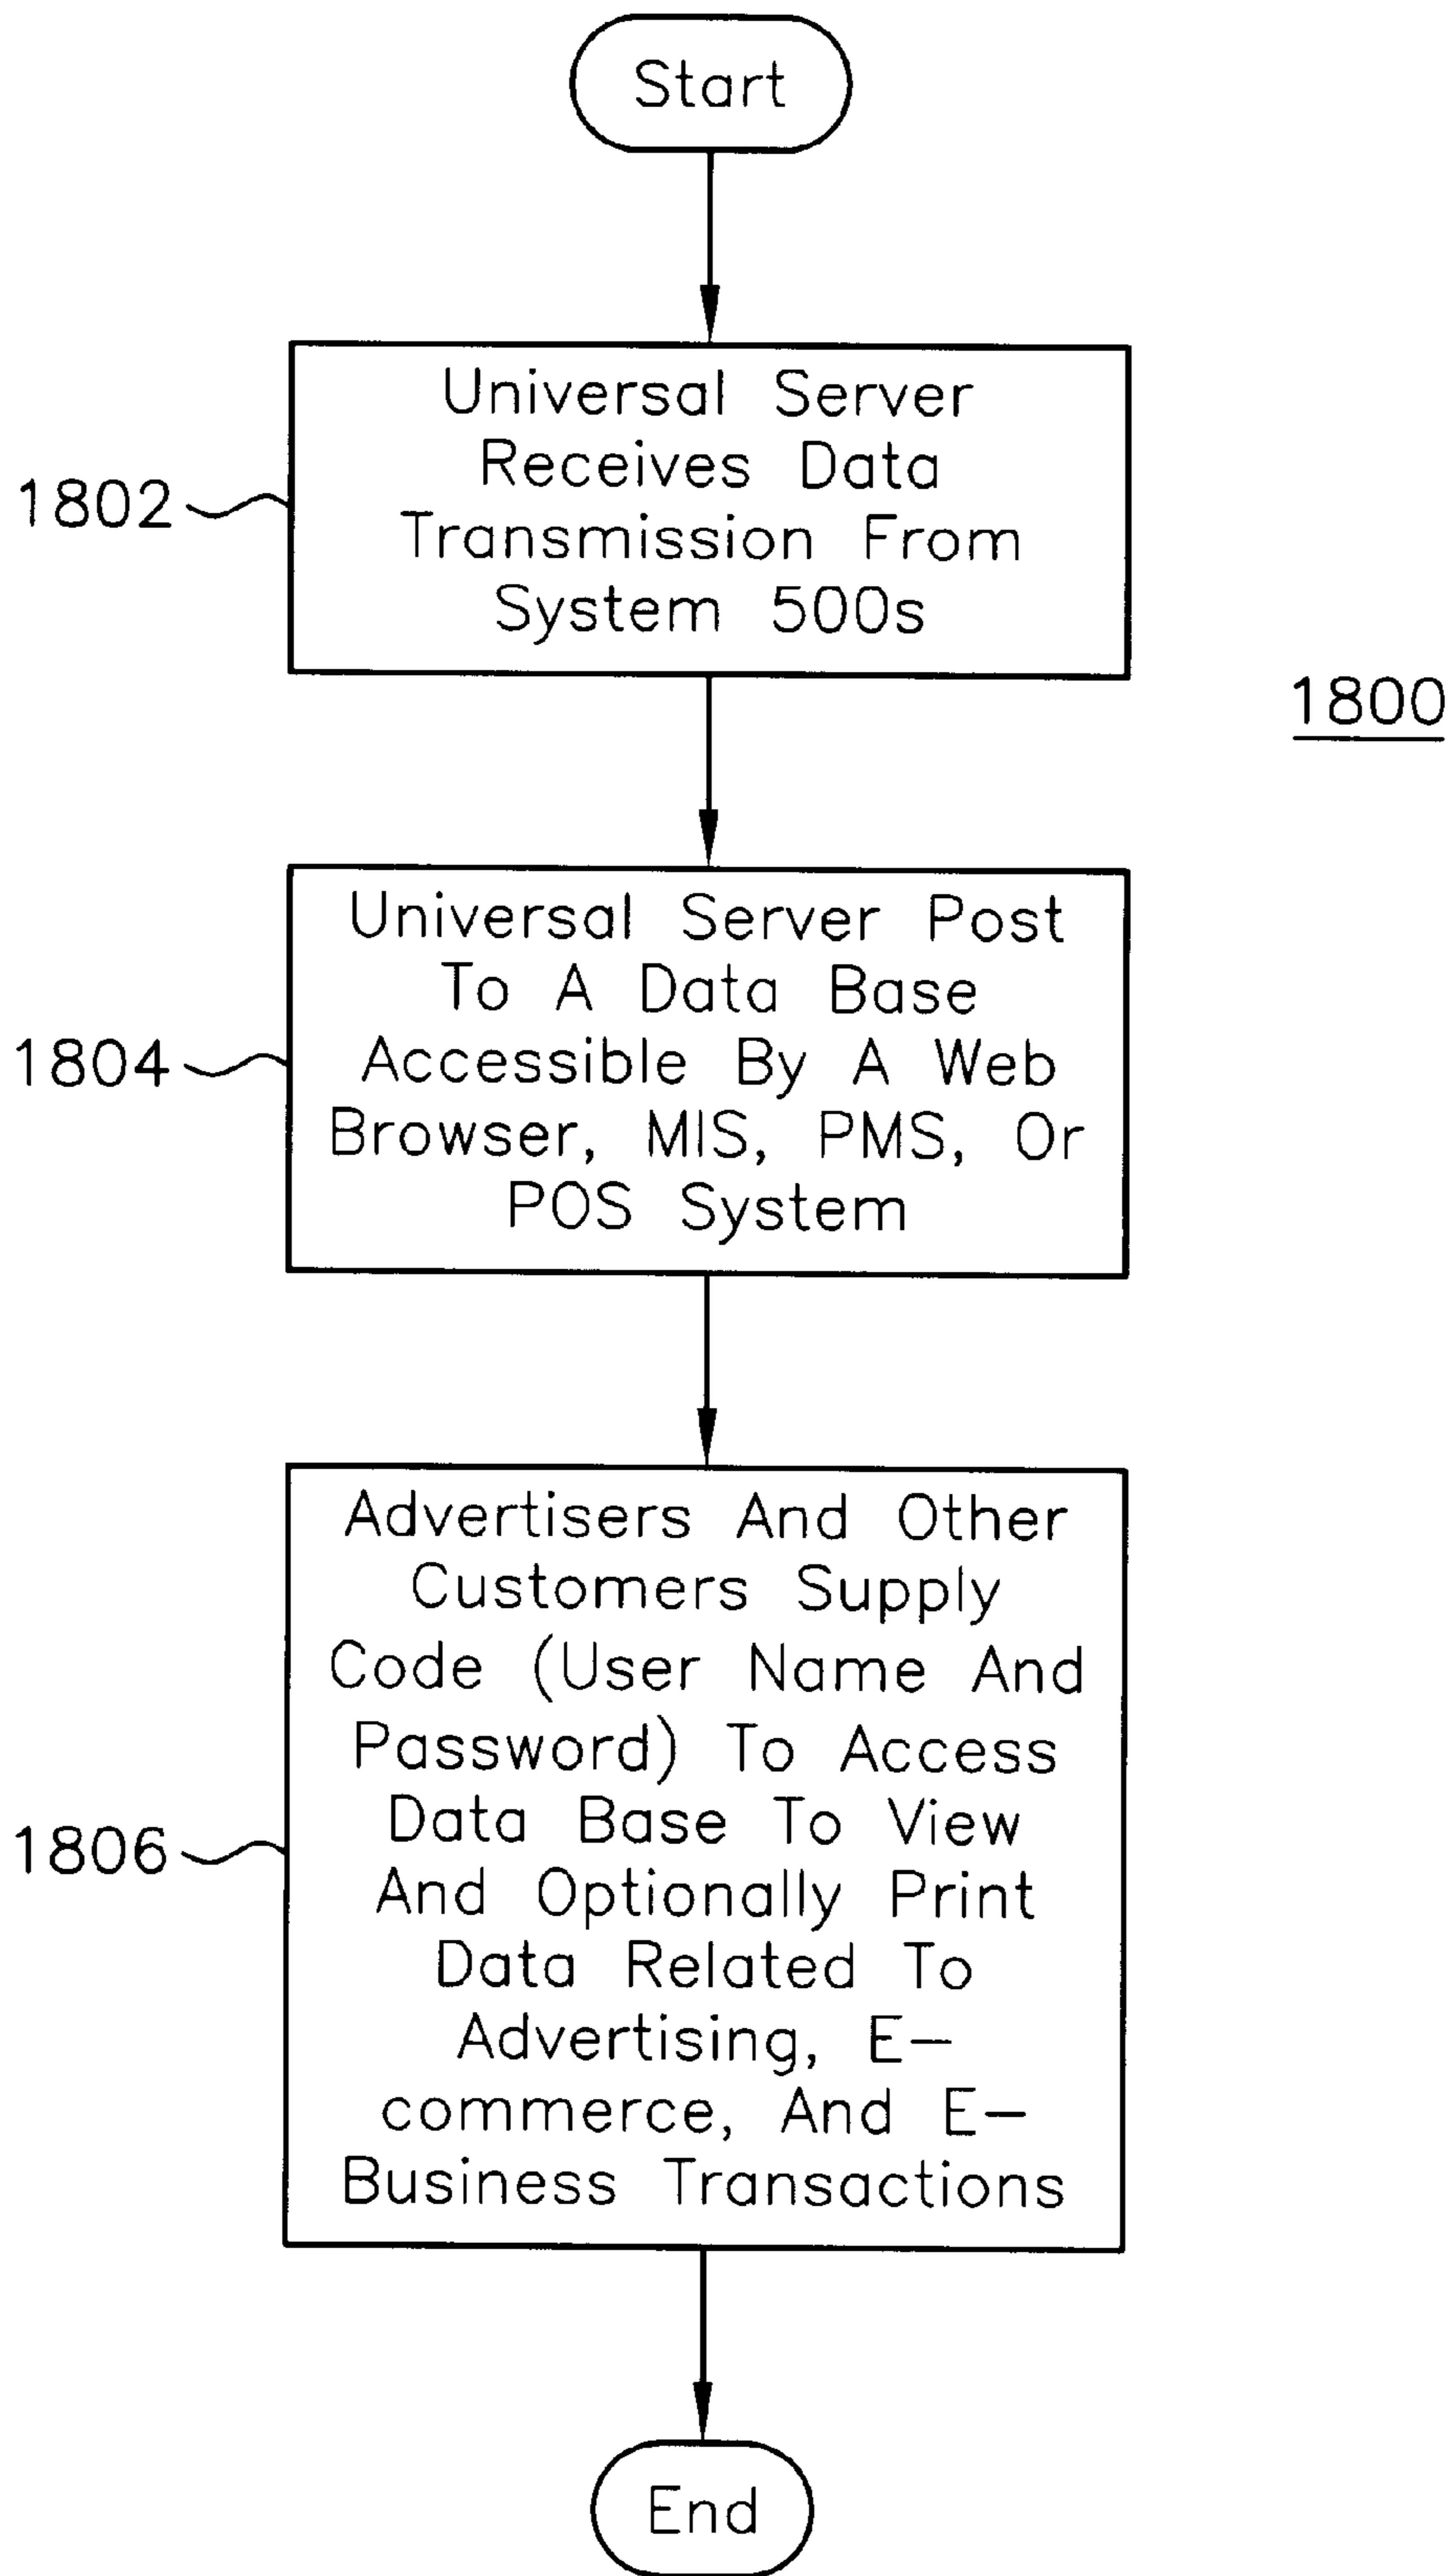 Start
Universal Server
Receives Data
Transmission From
System 500s
1802
1800
Universal Server Post
To A Data Base
Accessible By A Web
Browser, MIS, PMS, Or
POS System
1804
Advertisers And Other
Customers Supply
Code (User Name And
Password) To Access
Data Base To View
And Optionally Print
Data Related To
Advertising, E-
commerce, And E-
Business Transactions
1806
End